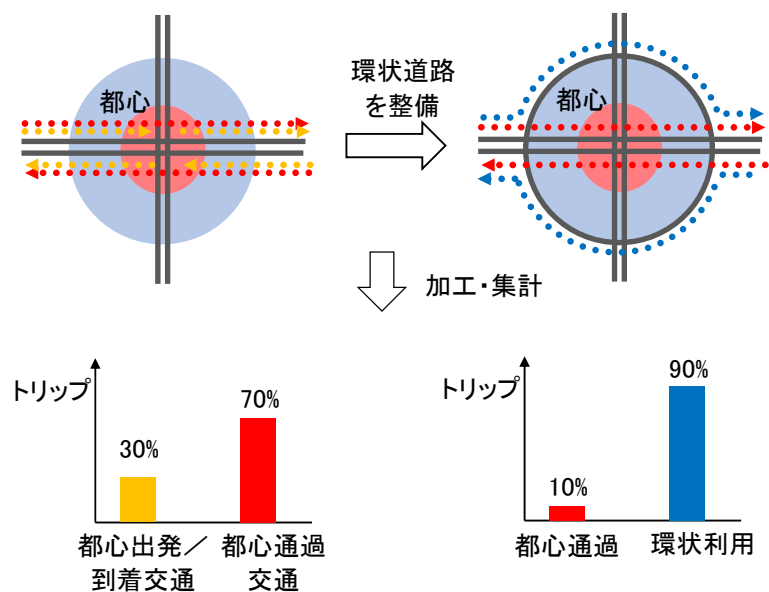 都心
環状道路
を整備
都心
加工・集計
トリップ
30%
70%
都心出発／
到着交通
都心通過
交通
トリップ
10%
90%
都心通過
環状利用